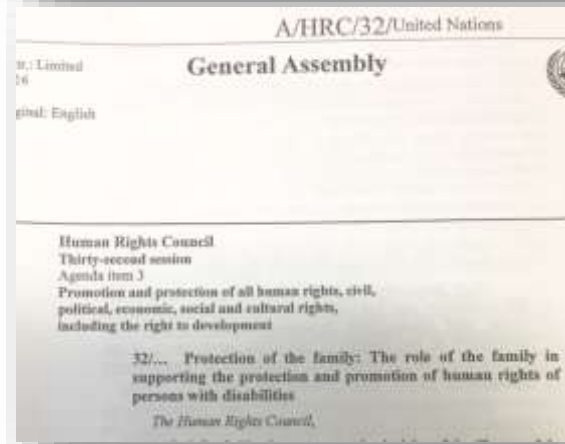 A/HRC/32/United Nations
General Assembly
Limited
Original: English
Human Rights Council
Thirty-second session
Agenda item 3
Promotion and protection of all human rights, civil,
political, economic, social and cultural rights,
including the right to development
32/... Protection of the family: The role of the family in
supporting the protection and promotion of human rights of
persons with disabilities
The Human Rights Council,